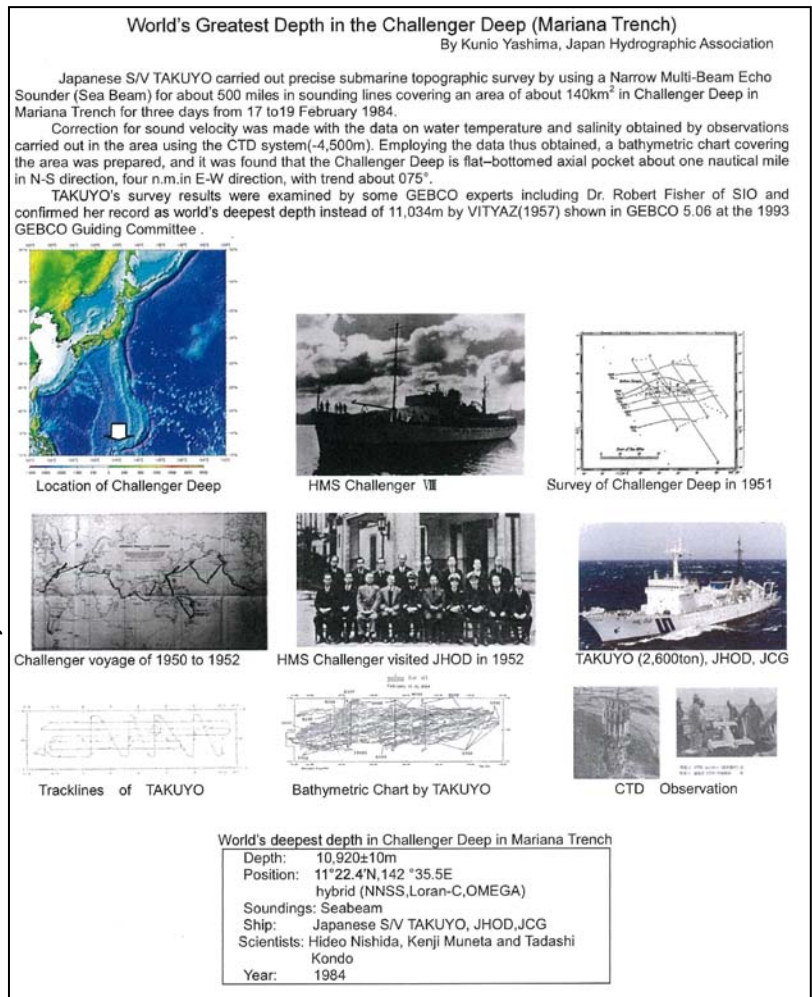 World's Greatest Depth in the Challenger Deep (Mariana Trench)
By Kunio Yashima, Japan Hydrographic Association
Japanese S/V TAKUYO carried out precise submarine topographic survey by using a Narrow Multi-Beam Echo
Sounder (Sea Beam) for about 500 miles in sounding lines covering an area of about 140km² in Challenger Deep in
Mariana Trench for three days from 17 to19 February 1984.
Correction for sound velocity was made with the data on water temperature and salinity obtained by observations
carried out in the area using the CTD system(-4,500m). Employing the data thus obtained, a bathymetric chart covering
the area was prepared, and it was found that the Challenger Deep is flat–bottomed axial pocket about one nautical mile
in N-S direction, four n.m.in E-W direction, with trend about 075°.
TAKUYO's survey results were examined by some GEBCO experts including Dr. Robert Fisher of SIO and
confirmed her record as world's deepest depth instead of 11,034m by VITYAZ(1957) shown in GEBCO 5.06 at the 1993
GEBCO Guiding Committee .
Location of Challenger Deep
HMS Challenger Ⅷ
Survey of Challenger Deep in 1951
Challenger voyage of 1950 to 1952
HMS Challenger visited JHOD in 1952
TAKUYO (2,600ton), JHOD, JCG
Tracklines of TAKUYO
Bathymetric Chart by TAKUYO
CTD Observation
World's deepest depth in Challenger Deep in Mariana Trench
Depth: 10,920±10m
Position: 11°22.4'N,142 °35.5E
hybrid (NNSS,Loran-C,OMEGA)
Soundings: Seabeam
Ship: Japanese S/V TAKUYO, JHOD,JCG
Scientists: Hideo Nishida, Kenji Muneta and Tadashi
Kondo
Year: 1984